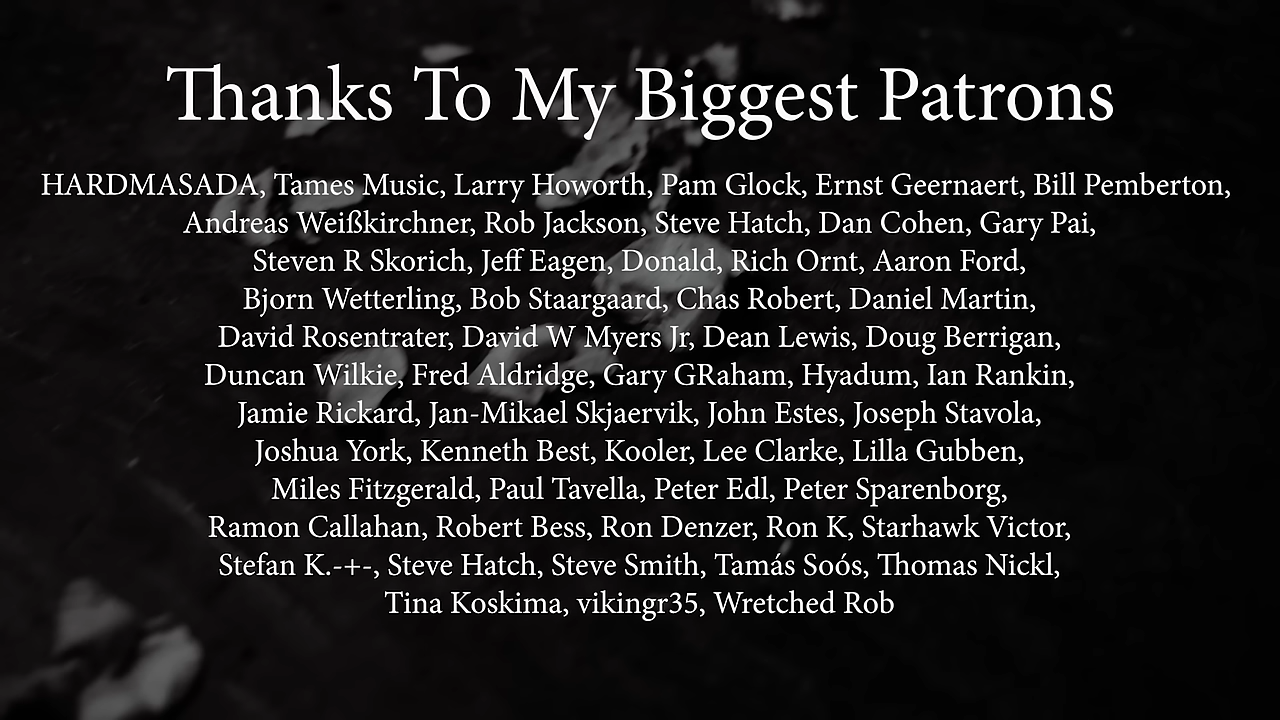 Thanks To My Biggest Patrons
HARDMASADA, Tames Music, Larry Howorth, Pam Glock, Ernst Geernaert, Bill Pemberton,
Andreas Weißkirchner, Rob Jackson, Steve Hatch, Dan Cohen, Gary Pai,
Steven R Skorich, Jeff Eagen, Donald, Rich Ornt, Aaron Ford,
Bjorn Wetterling, Bob Staargaard, Chas Robert, Daniel Martin,
David Rosentrater, David W Myers Jr, Dean Lewis, Doug Berrigan,
Duncan Wilkie, Fred Aldridge, Gary GRaham, Hyadum, Ian Rankin,
Jamie Rickard, Jan-Mikael Skjaervik, John Estes, Joseph Stavola,
Joshua York, Kenneth Best, Kooler, Lee Clarke, Lilla Gubben,
Miles Fitzgerald, Paul Tavella, Peter Edl, Peter Sparenborg,
Ramon Callahan, Robert Bess, Ron Denzer, Ron K, Starhawk Victor,
Stefan K.-+-, Steve Hatch, Steve Smith, Tamás Soós, Thomas Nickl,
Tina Koskima, vikingr35, Wretched Rob